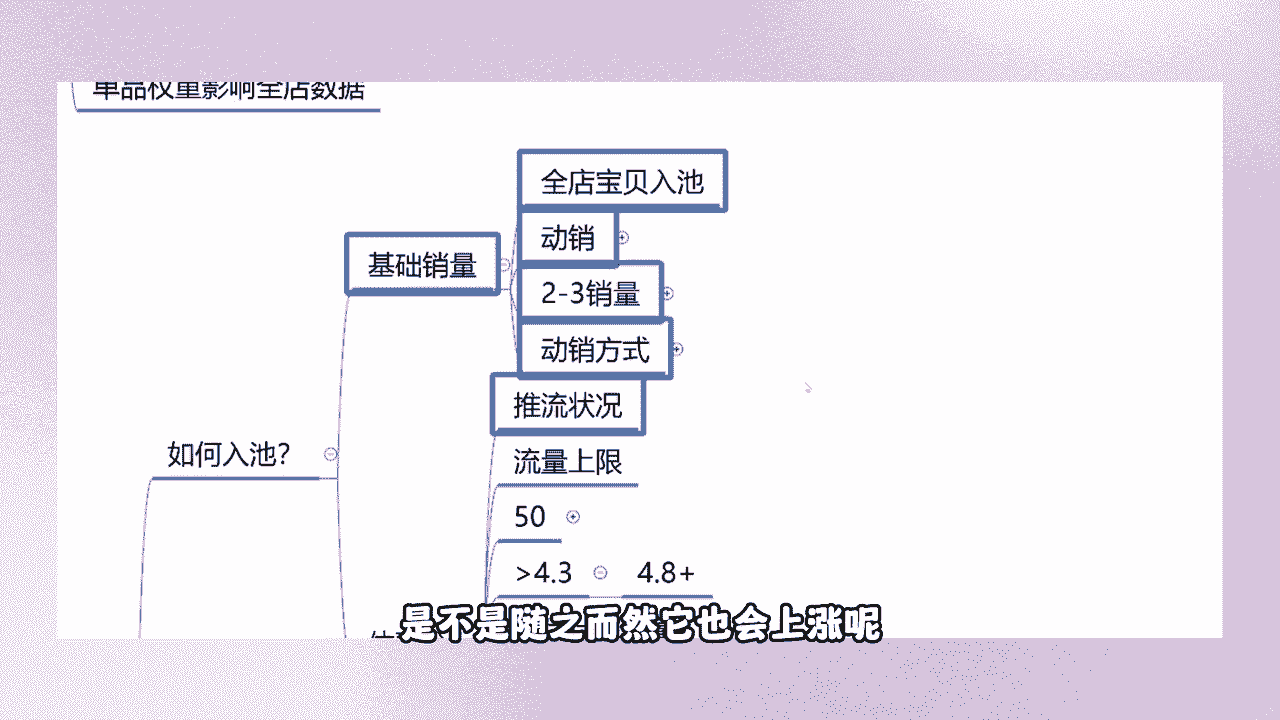 单品权重影响全店数据
全店宝贝入池
动销
基础销量
2-3销量
动销方式
推流状况
如何入池?
流量上限
50
>4.3 4.8+
是不是随之而然它也会上涨呢